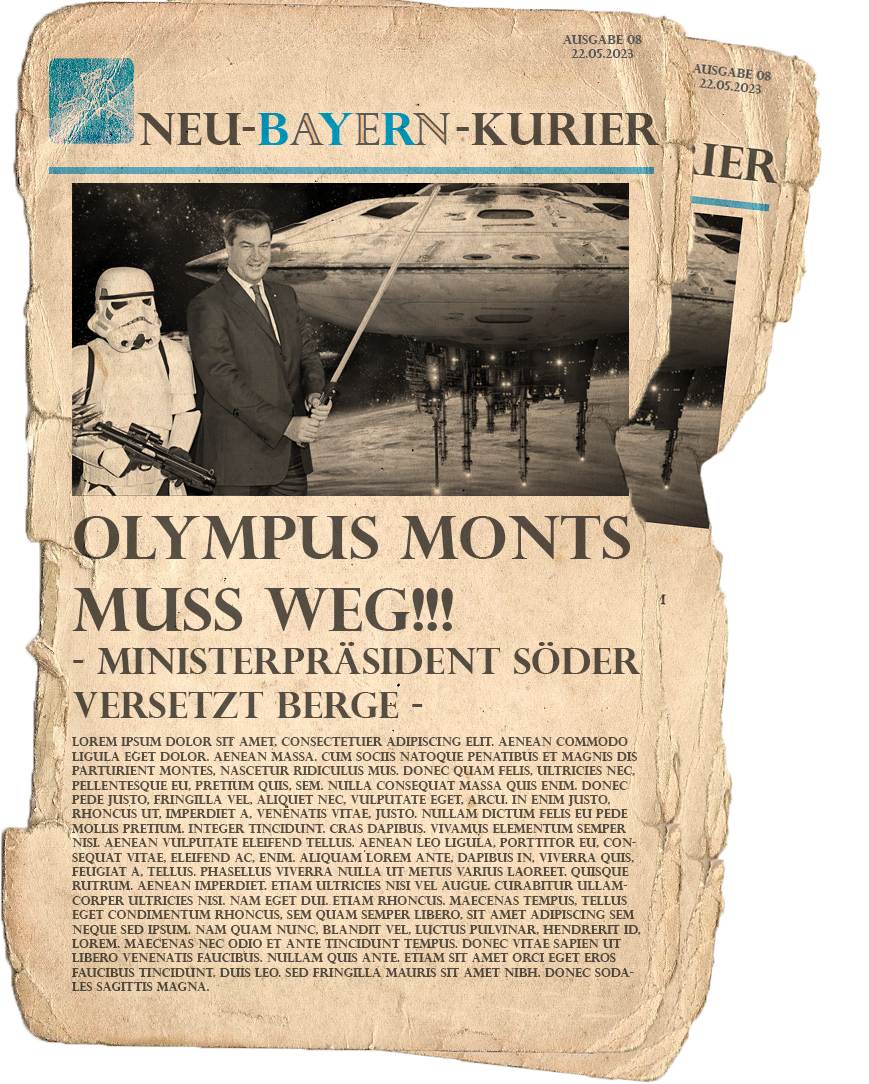 AUSGABE 08
22.05.2023
AUSGABE 08
22.05.2023
NEU-BAYERN-KURIER
RIER
OLYMPUS MONTS
MUSS WEG!!!
M
- MINISTERPRÄSIDENT SÖDER
VERSETZT BERGE -
LOREM IPSUM DOLOR SIT AMET, CONSECTETUER ADIPISCING ELIT. AENEAN COMMODO
LIGULA EGET DOLOR. AENEAN MASSA. CUM SOCIIS NATOQUE PENATIBUS ET MAGNIS DIS
PARTURIENT MONTES, NASCETUR RIDICULUS MUS. DONEC QUAM FELIS, ULTRICIES NEC,
PELLENTESQUE EU, PRETIUM QUIS, SEM. NULLA CONSEQUAT MASSA QUIS ENIM. DONEC
PEDE JUSTO, FRINGILLA VEL, ALIQUET NEC, VULPUTATE EGET, ARCU. IN ENIM JUSTO,
RHONCUS UT, IMPERDIET A, VENENATIS VITAE, JUSTO. NULLAM DICTUM FELIS EU PEDE
MOLLIS PRETIUM. INTEGER TINCIDUNT. CRAS DAPIBUS. VIVAMUS ELEMENTUM SEMPER
NISI. AENEAN VULPUTATE ELEIFEND TELLUS. AENEAN LEO LIGULA, PORTTITOR EU, CON-
SEQUAT VITAE, ELEIFEND AC, ENIM. ALIQUAM LOREM ANTE, DAPIBUS IN, VIVERRA QUIS,
FEUGIAT A, TELLUS. PHASELLUS VIVERRA NULLA UT METUS VARIUS LAOREET. QUISQUE
RUTRUM. AENEAN IMPERDIET. ETIAM ULTRICIES NISI VEL AUGUE. CURABITUR ULLAM-
CORPER ULTRICIES NISI. NAM EGET DUI. ETIAM RHONCUS. MAECENAS TEMPUS, TELLUS
EGET CONDIMENTUM RHONCUS, SEM QUAM SEMPER LIBERO, SIT AMET ADIPISCING SEM
NEQUE SED IPSUM. NAM QUAM NUNC, BLANDIT VEL, LUCTUS PULVINAR, HENDRERIT ID,
LOREM. MAECENAS NEC ODIO ET ANTE TINCIDUNT TEMPUS. DONEC VITAE SAPIEN UT
LIBERO VENENATIS FAUCIBUS. NULLAM QUIS ANTE. ETIAM SIT AMET ORCI EGET EROS
FAUCIBUS TINCIDUNT. DUIS LEO. SED FRINGILLA MAURIS SIT AMET NIBH. DONEC SODA-
LES SAGITTIS MAGNA.